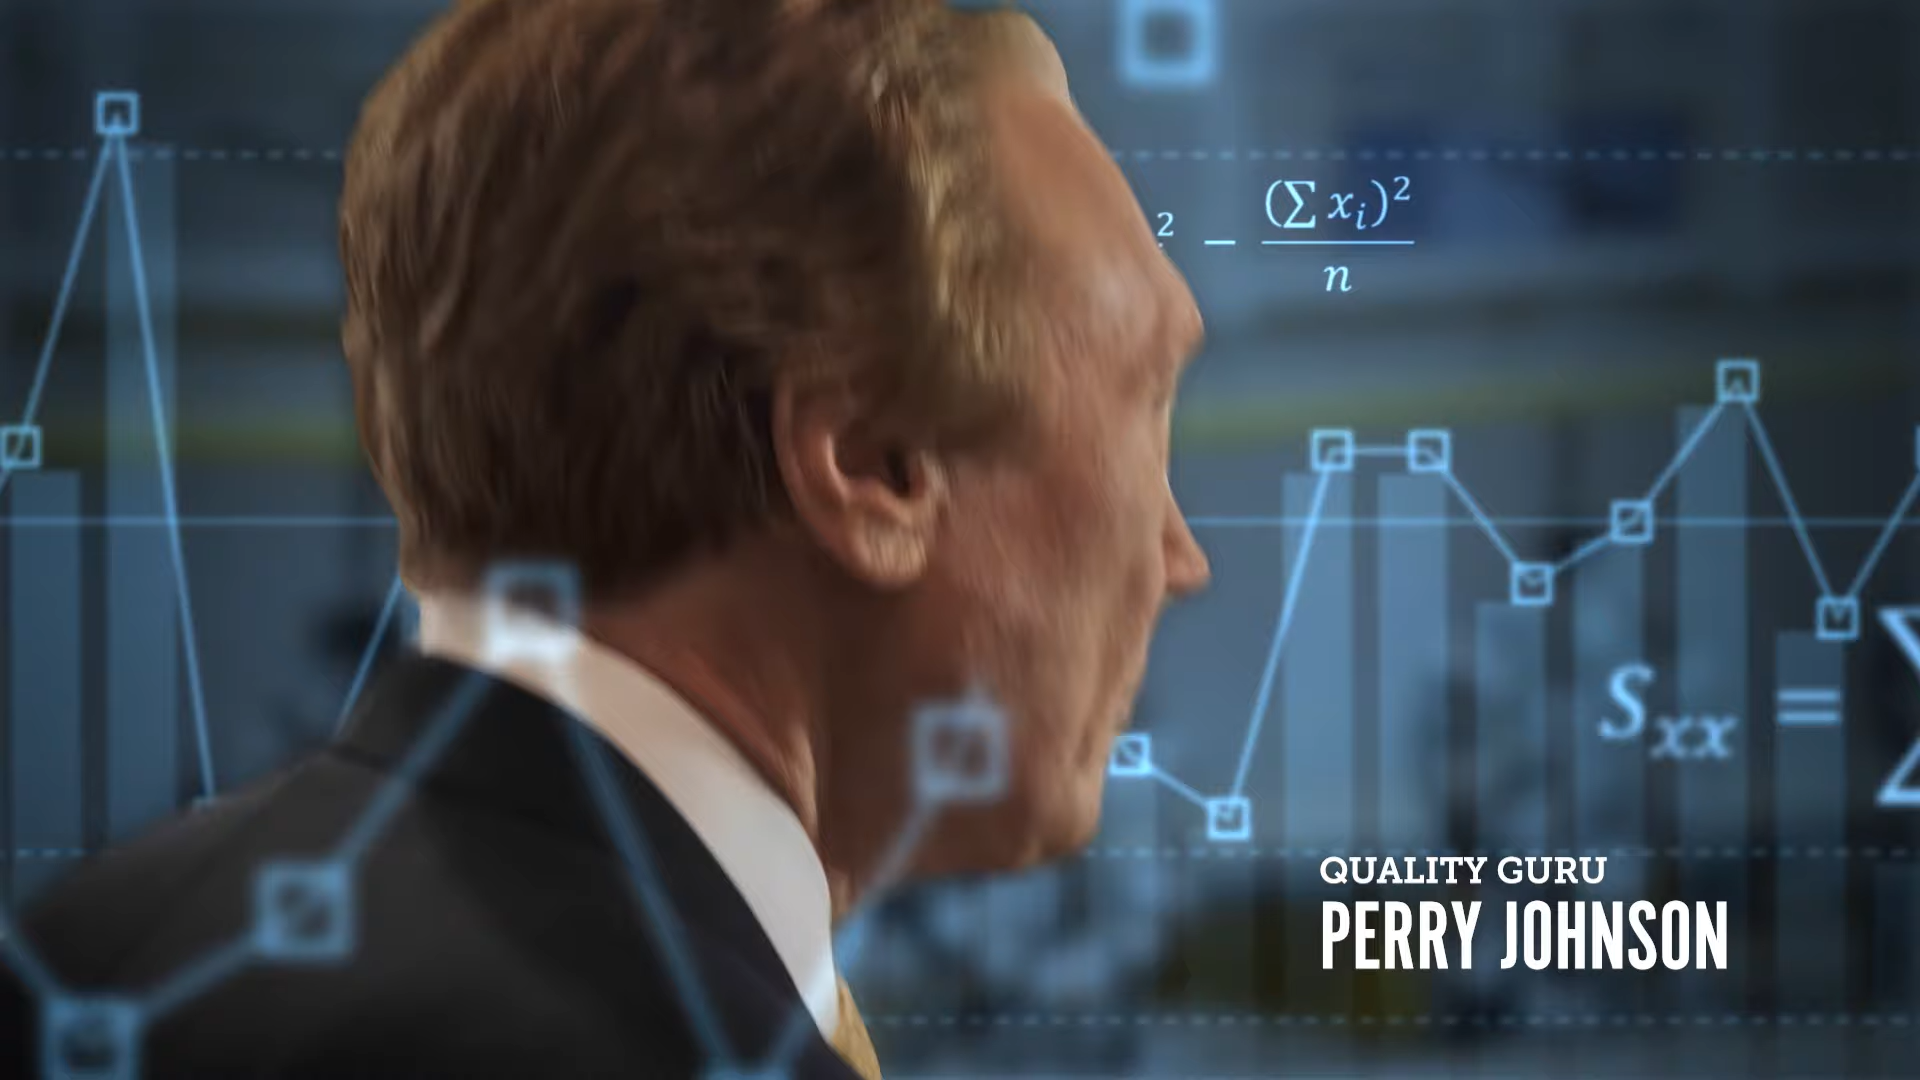 ² − (∑ xᵢ)² / n
Sₓₓ = ∑
QUALITY GURU
PERRY JOHNSON